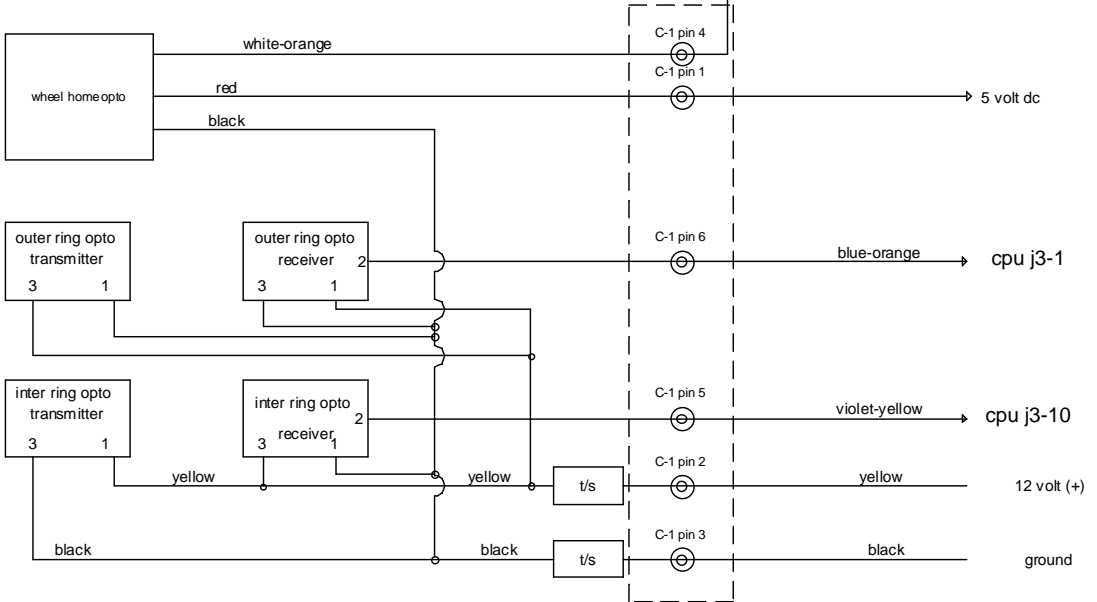 C-1 pin 4
white-orange
wheel home opto
C-1 pin 1
red
5 volt dc
black
outer ring opto
transmitter
3 1
outer ring opto
receiver
2
3 1
C-1 pin 6
blue-orange
cpu j3-1
inter ring opto
transmitter
3 1
inter ring opto
receiver
2
3 1
C-1 pin 5
violet-yellow
cpu j3-10
yellow
yellow
t/s
C-1 pin 2
yellow
12 volt (+)
black
black
t/s
C-1 pin 3
black
ground